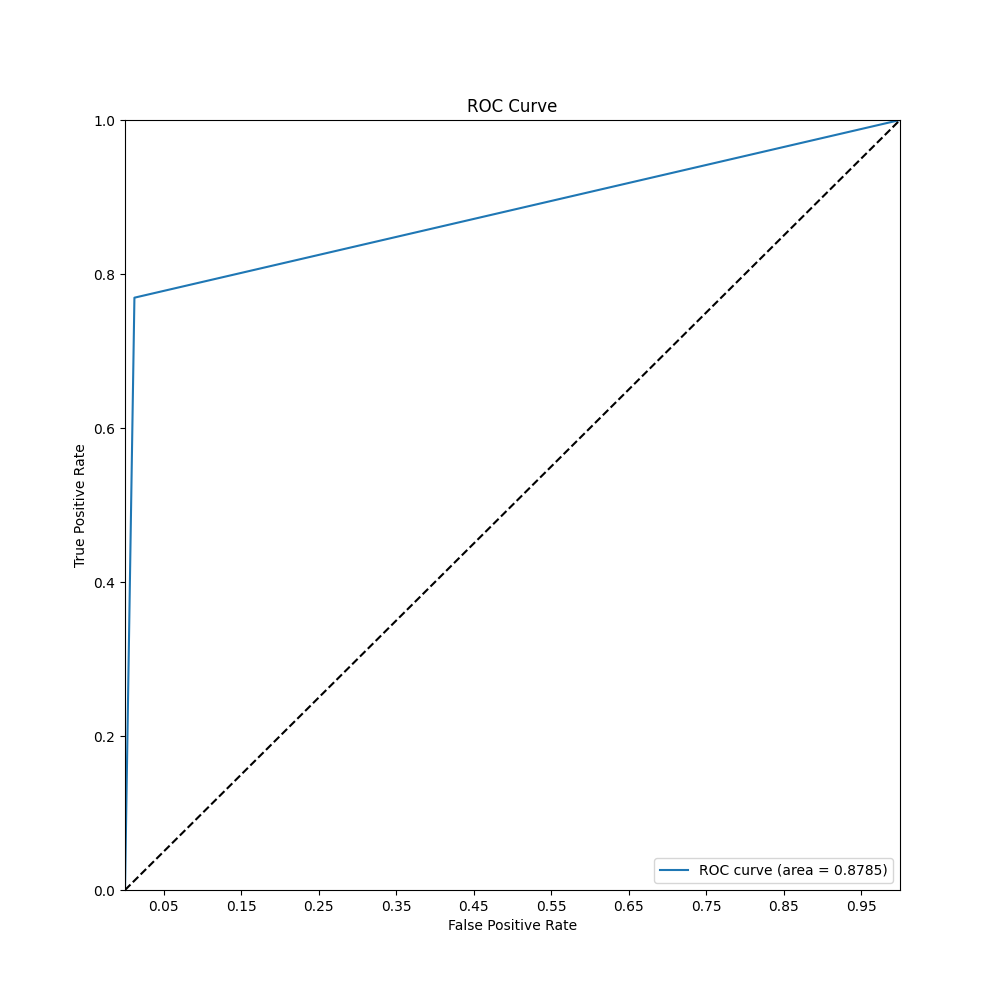 ROC Curve
1.0
0.8
0.6
0.4
0.2
0.0
True Positive Rate
ROC curve (area = 0.8785)
0.05 0.15 0.25 0.35 0.45 0.55 0.65 0.75 0.85 0.95
False Positive Rate